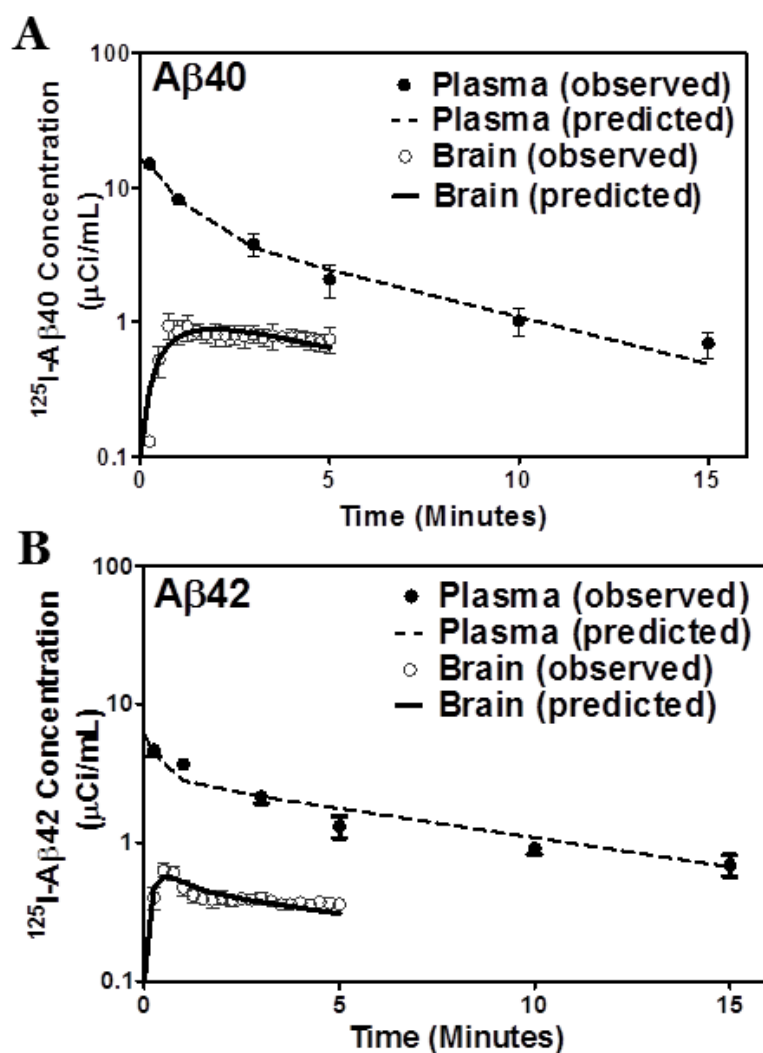 A
Aβ40
Plasma (observed)
Plasma (predicted)
Brain (observed)
Brain (predicted)
¹²⁵I-Aβ40 Concentration
(μCi/mL)
100
10
1
0.1
0
5
10
15
Time (Minutes)
B
Aβ42
Plasma (observed)
Plasma (predicted)
Brain (observed)
Brain (predicted)
¹²⁵I-Aβ42 Concentration
(μCi/mL)
100
10
1
0.1
0
5
10
15
Time (Minutes)